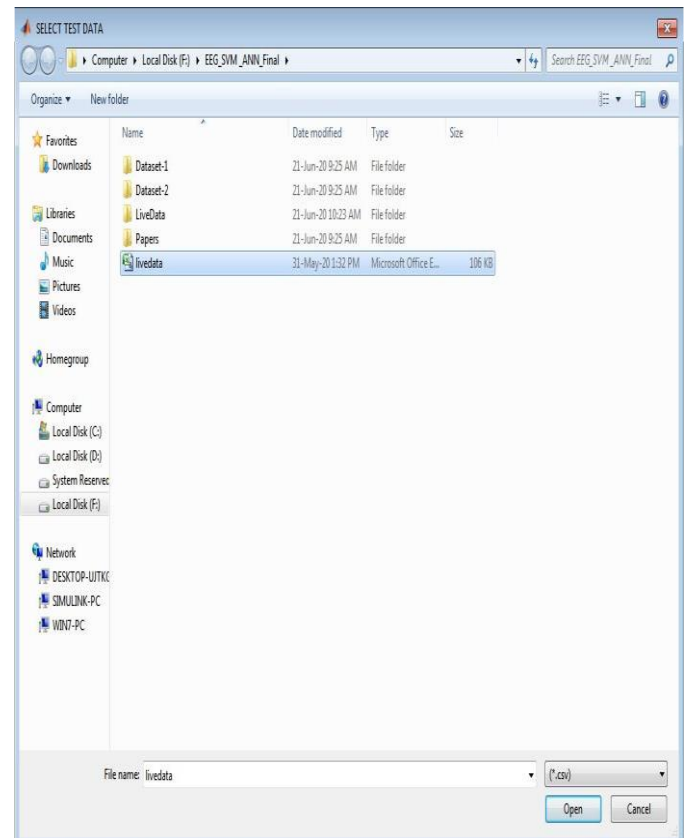 SELECT TEST DATA
Computer Local Disk (F:) EEG_SVM_ANN_Final Search EEG_SVM_ANN_Final
Organize New folder
Name Date modified Type Size
Favorites
Downloads
Libraries
Documents
Music
Pictures
Videos
Homegroup
Computer
Local Disk (C:)
Local Disk (D:)
System Reserved
Local Disk (F:)
Network
DESKTOP-UJTK
SIMULINK-PC
WIN7-PC
Dataset-1 21-Jun-20 9:25 AM File folder
Dataset-2 21-Jun-20 9:25 AM File folder
LiveData 21-Jun-20 10:23 AM File folder
Papers 21-Jun-20 9:25 AM File folder
livedata 31-May-20 1:32 PM Microsoft Office E... 106 KB
File name: livedata (*.csv)
Open Cancel